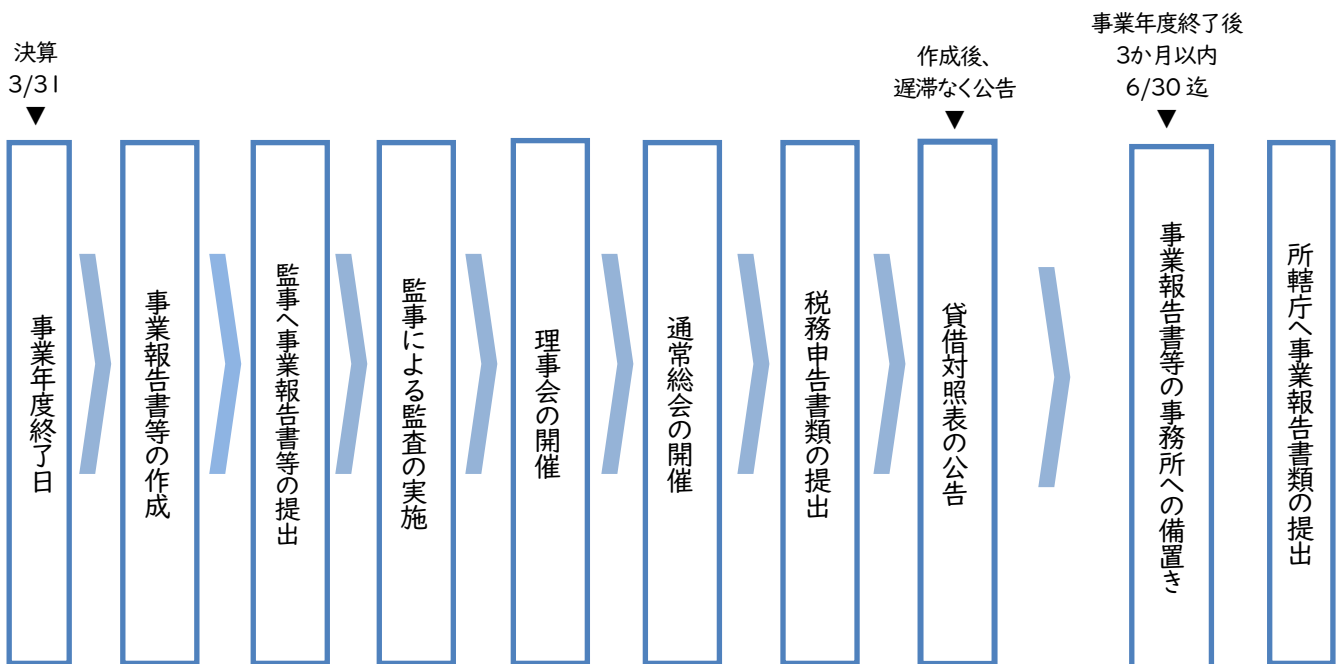 決算
3/31
▼
作成後、
遅滞なく公告
▼
事業年度終了後
3か月以内
6/30 迄
▼
事業年度終了日
事業報告書等の作成
監事へ事業報告書等の提出
監事による監査の実施
理事会の開催
通常総会の開催
税務申告書類の提出
貸借対照表の公告
事業報告書等の事務所への備置き
所轄庁へ事業報告書類の提出